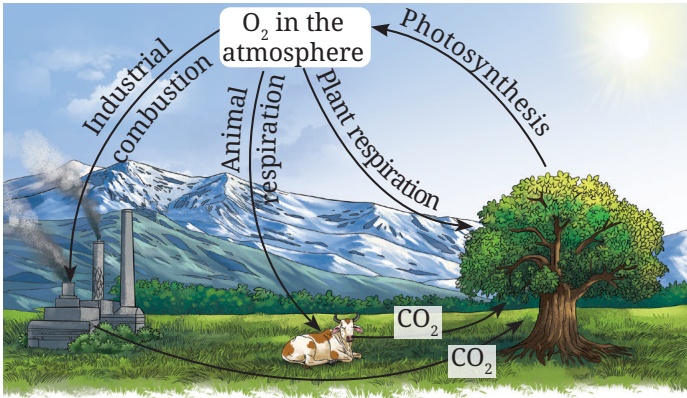 O₂ in the
atmosphere
Photosynthesis
Industrial
combustion
Animal
respiration
Plant respiration
CO₂
CO₂